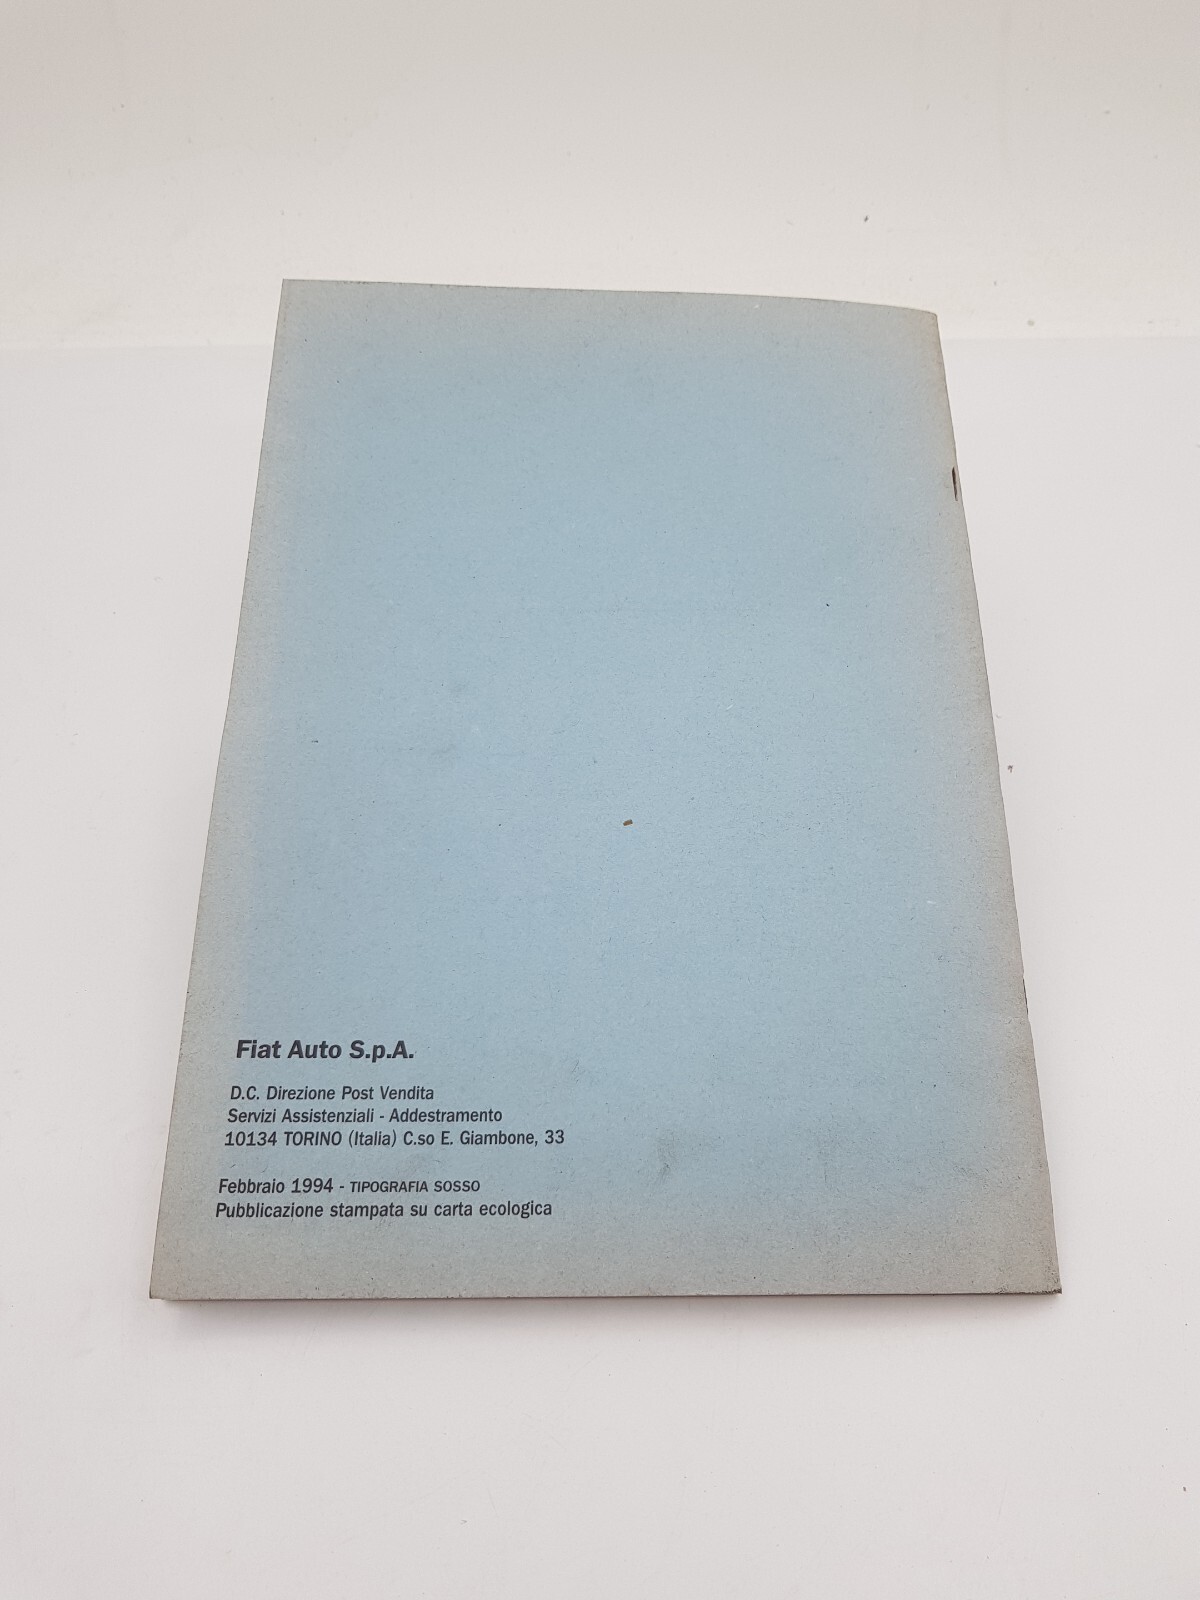 Fiat Auto S.p.A.
D.C. Direzione Post Vendita
Servizi Assistenziali - Addestramento
10134 TORINO (Italia) C.so E. Giambone, 33
Febbraio 1994 - TIPOGRAFIA SOSSO
Pubblicazione stampata su carta ecologica